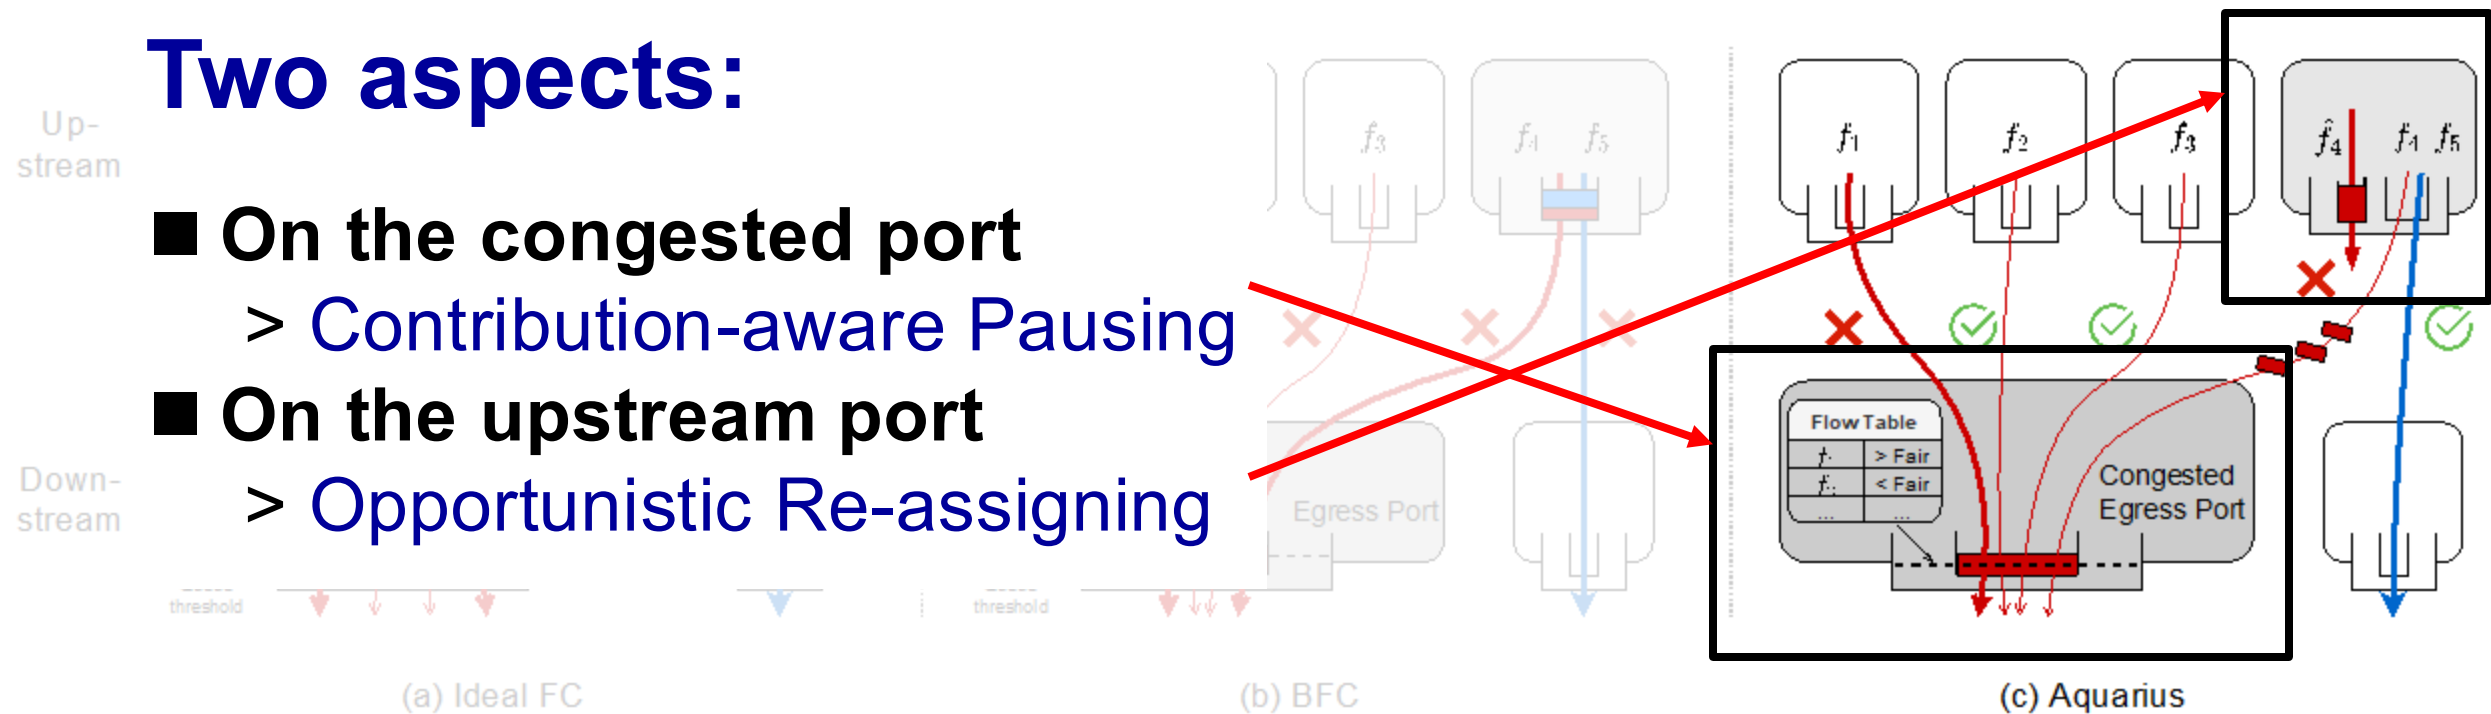 Two aspects:
Up-
stream
■ On the congested port
> Contribution-aware Pausing
■ On the upstream port
> Opportunistic Re-assigning
Down-
stream
threshold
(a) Ideal FC
f3
f4 f5
Egress Port
threshold
(b) BFC
f1
f2
f3
f̂4 f4 f5
Flow Table
> Fair
< Fair
... ...
Congested
Egress Port
(c) Aquarius